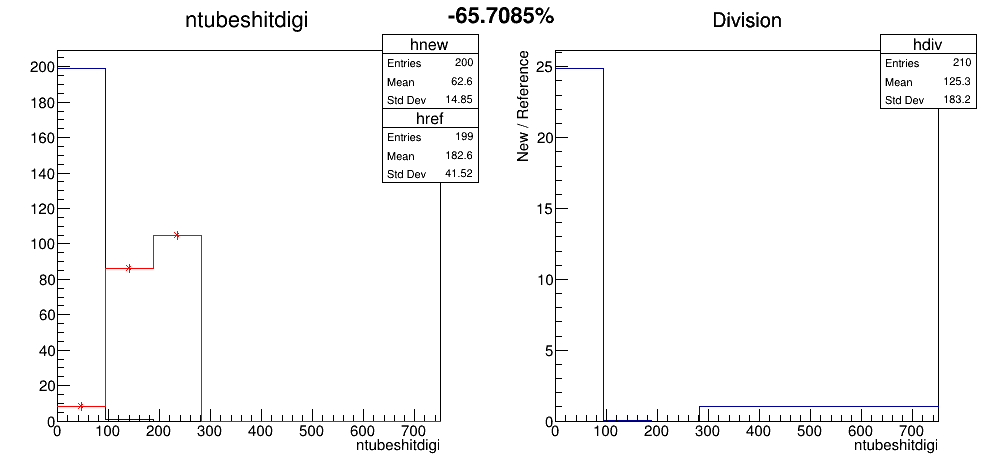 -65.7085%
ntubeshitdigi
hnew
Entries 200
Mean 62.6
Std Dev 14.85
href
Entries 199
Mean 182.6
Std Dev 41.52
200
180
160
140
120
100
80
60
40
20
0
0 100 200 300 400 500 600 700
ntubeshitdigi
Division
hdiv
Entries 210
Mean 125.3
Std Dev 183.2
New / Reference
25
20
15
10
5
0
0 100 200 300 400 500 600 700
ntubeshitdigi